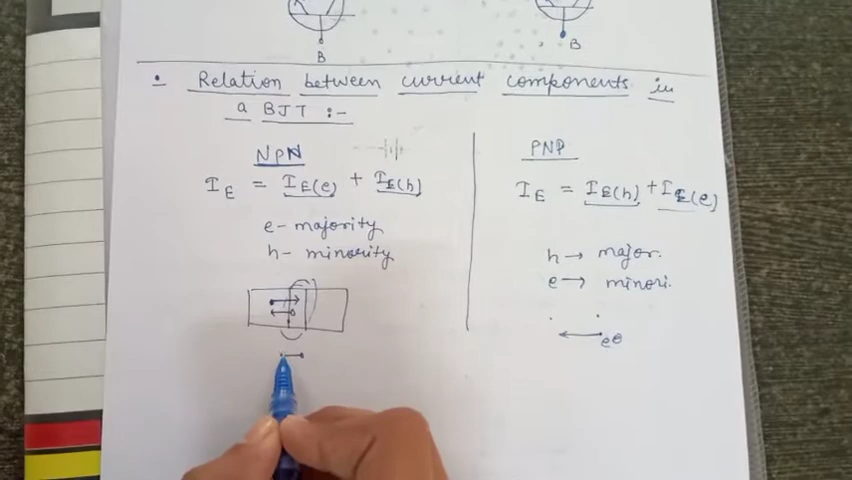 B
B
• Relation between current components in
a BJT :-
NPN
I_E = I_E(e) + I_E(h)
e - majority
h - minority
PNP
I_E = I_E(h) + I_E(e)
h → major.
e → minori.
e⊖